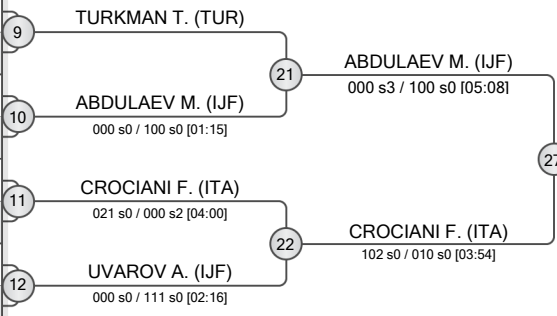 TURKMAN T. (TUR)
9
ABDULAEV M. (IJF)
21
000 s3 / 100 s0 [05:08]
ABDULAEV M. (IJF)
10
000 s0 / 100 s0 [01:15]
27
CROCIANI F. (ITA)
11
021 s0 / 000 s2 [04:00]
CROCIANI F. (ITA)
22
102 s0 / 010 s0 [03:54]
UVAROV A. (IJF)
12
000 s0 / 111 s0 [02:16]